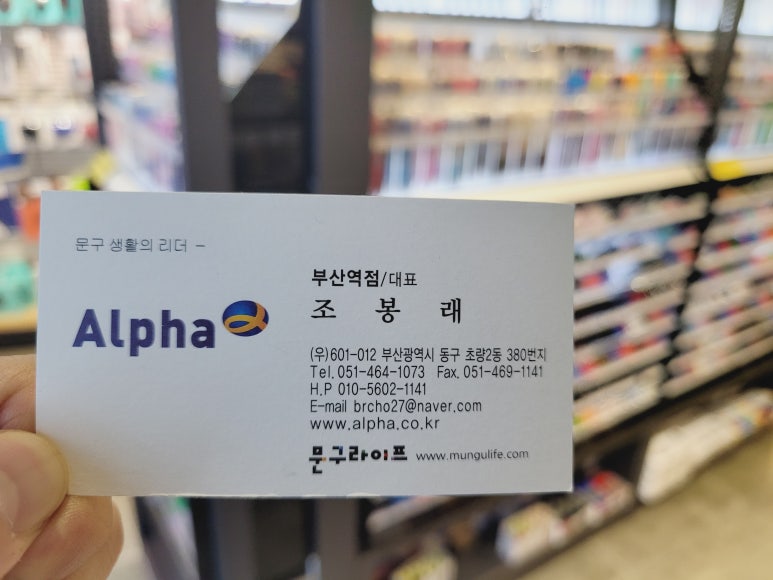 문구 생활의 리더 –
Alpha
부산역점/대표
조 봉 래
(우)601-012 부산광역시 동구 초량2동 380번지
Tel. 051-464-1073 Fax. 051-469-1141
H.P 010-5602-1141
E-mail brcho27@naver.com
www.alpha.co.kr
문구라이프 www.mungulife.com